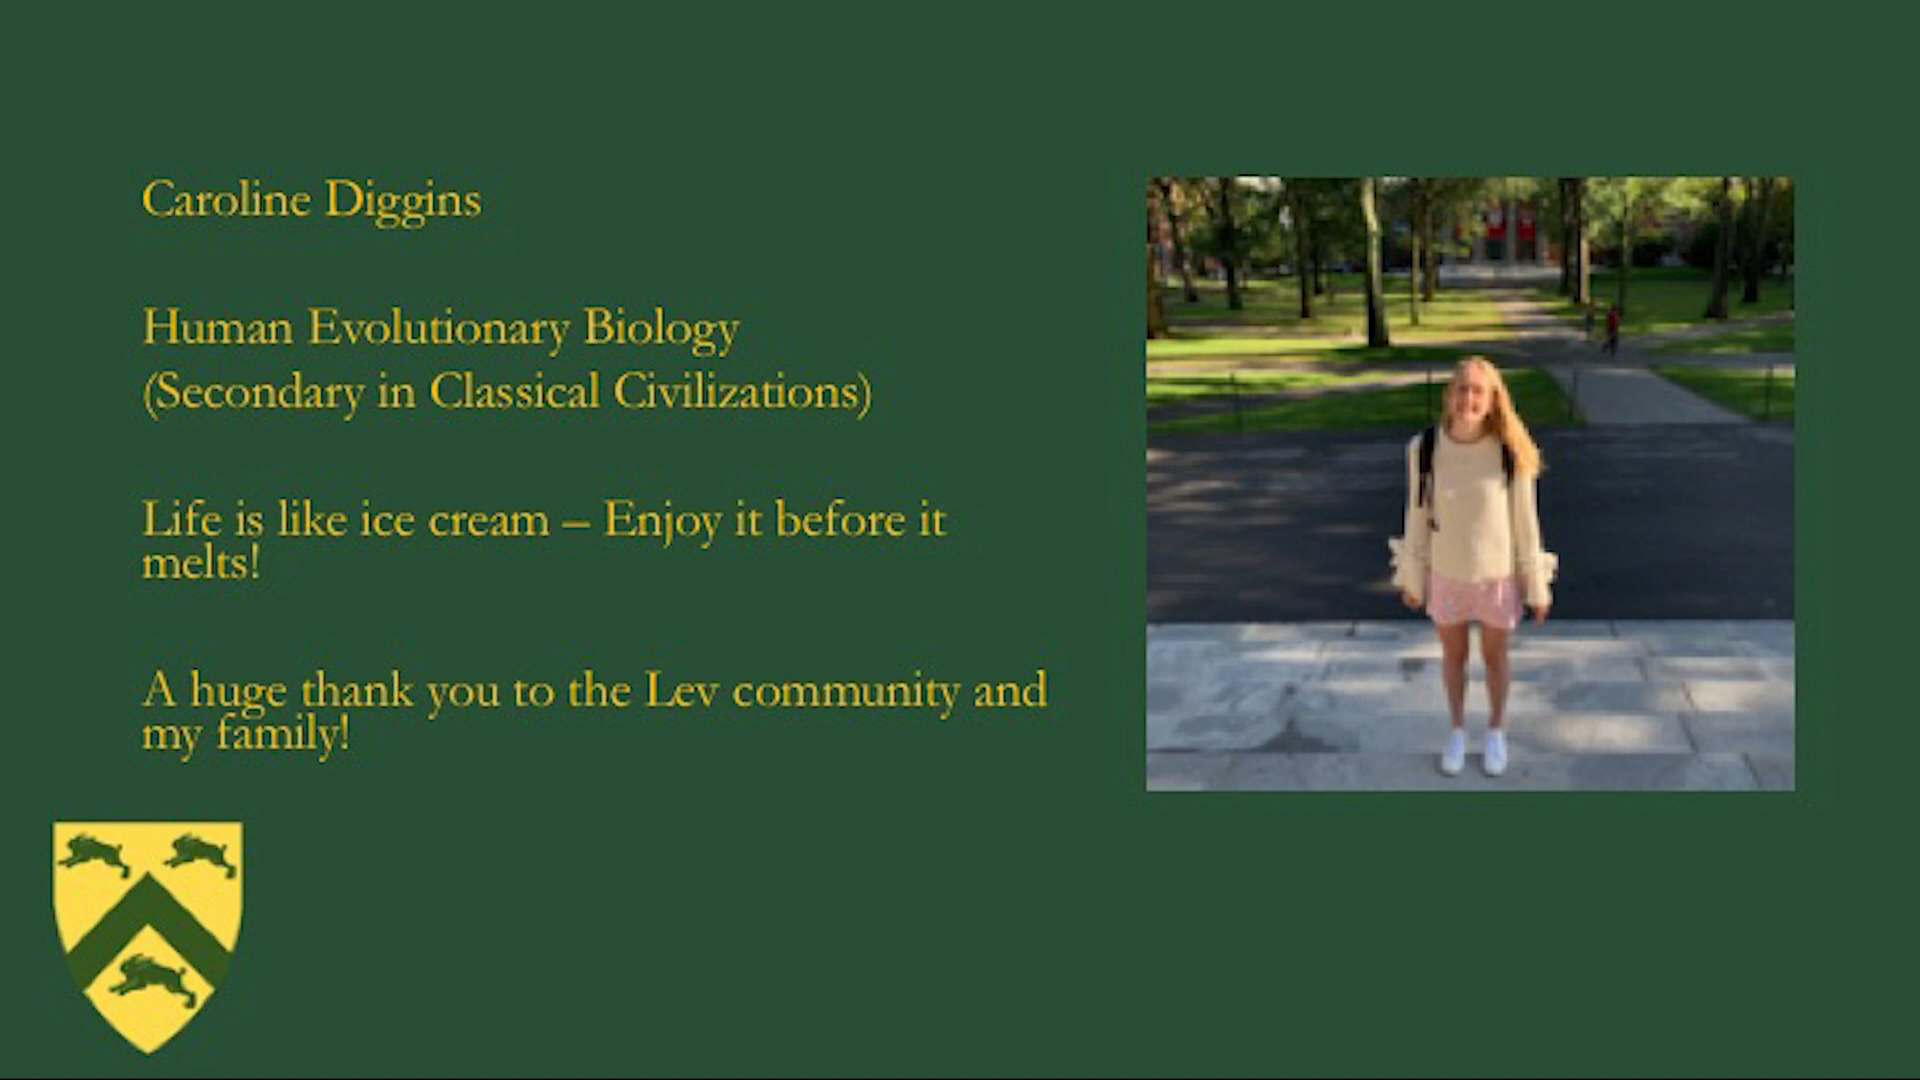 Caroline Diggins
Human Evolutionary Biology
(Secondary in Classical Civilizations)
Life is like ice cream – Enjoy it before it
melts!
A huge thank you to the Lev community and
my family!